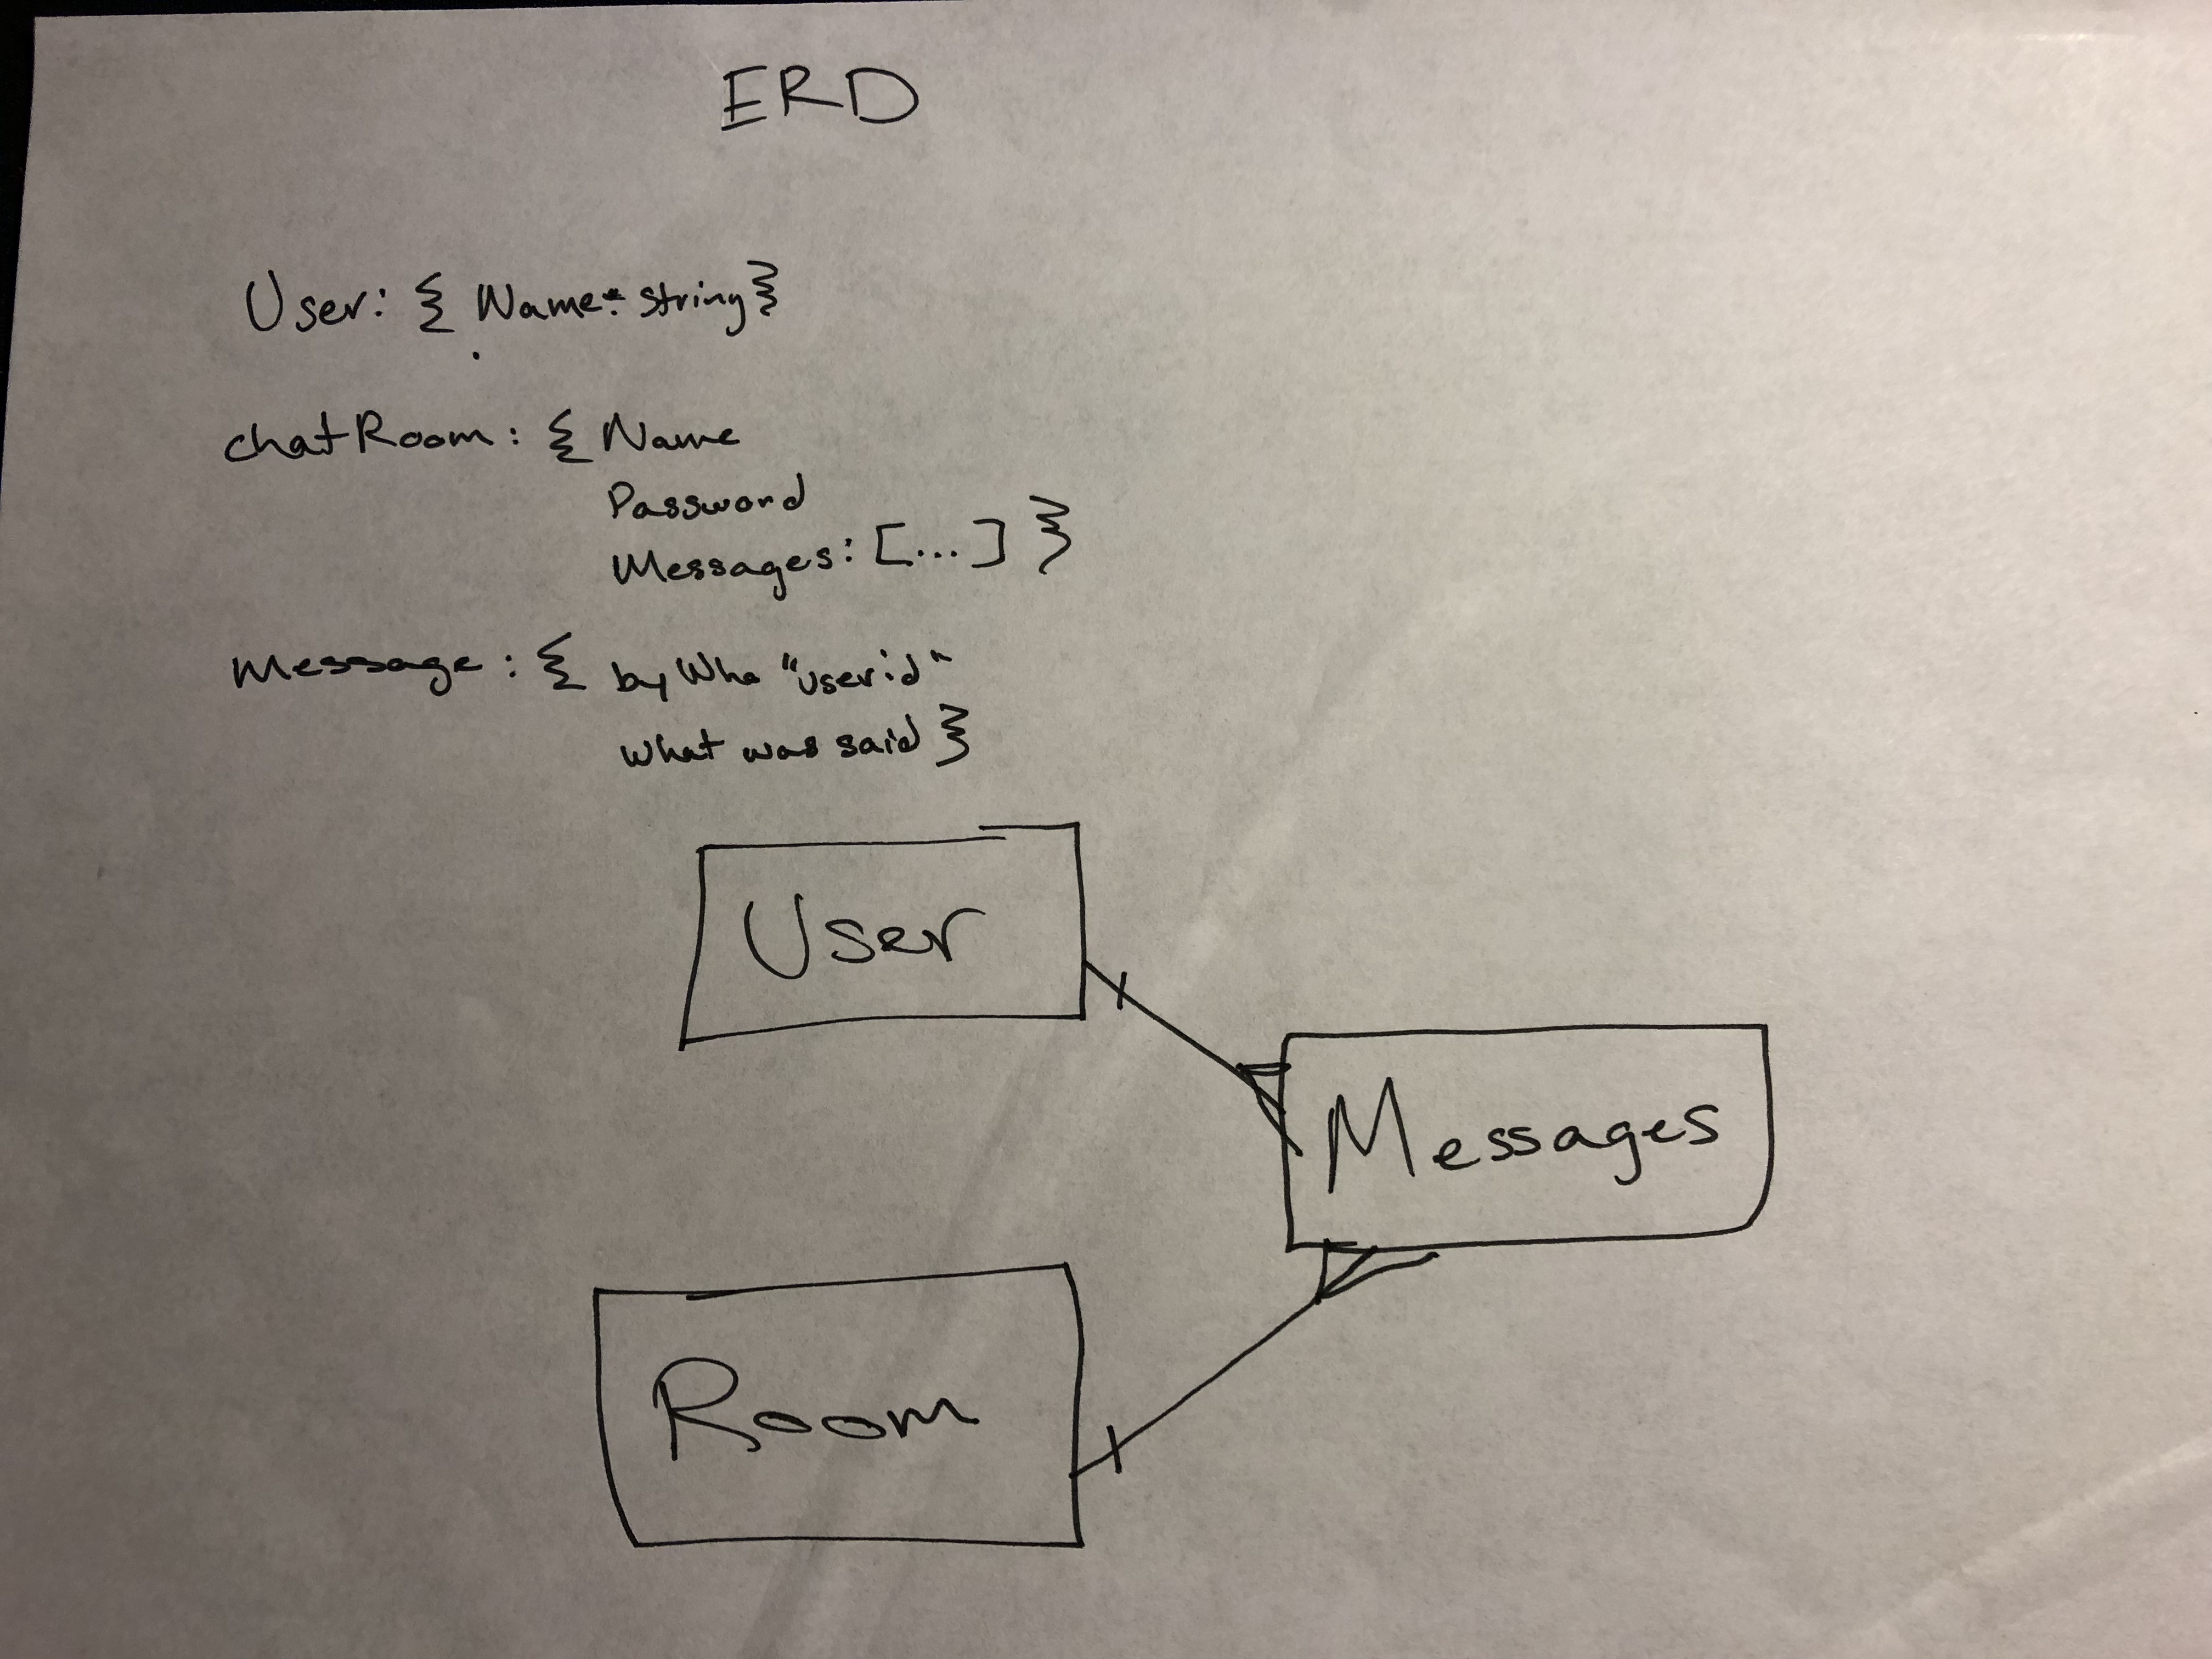 ERD
User: { Name: string}
chatRoom: { Name
Password
Messages: [...] }
message: { by Who "userid"
what was said }
User
Messages
Room